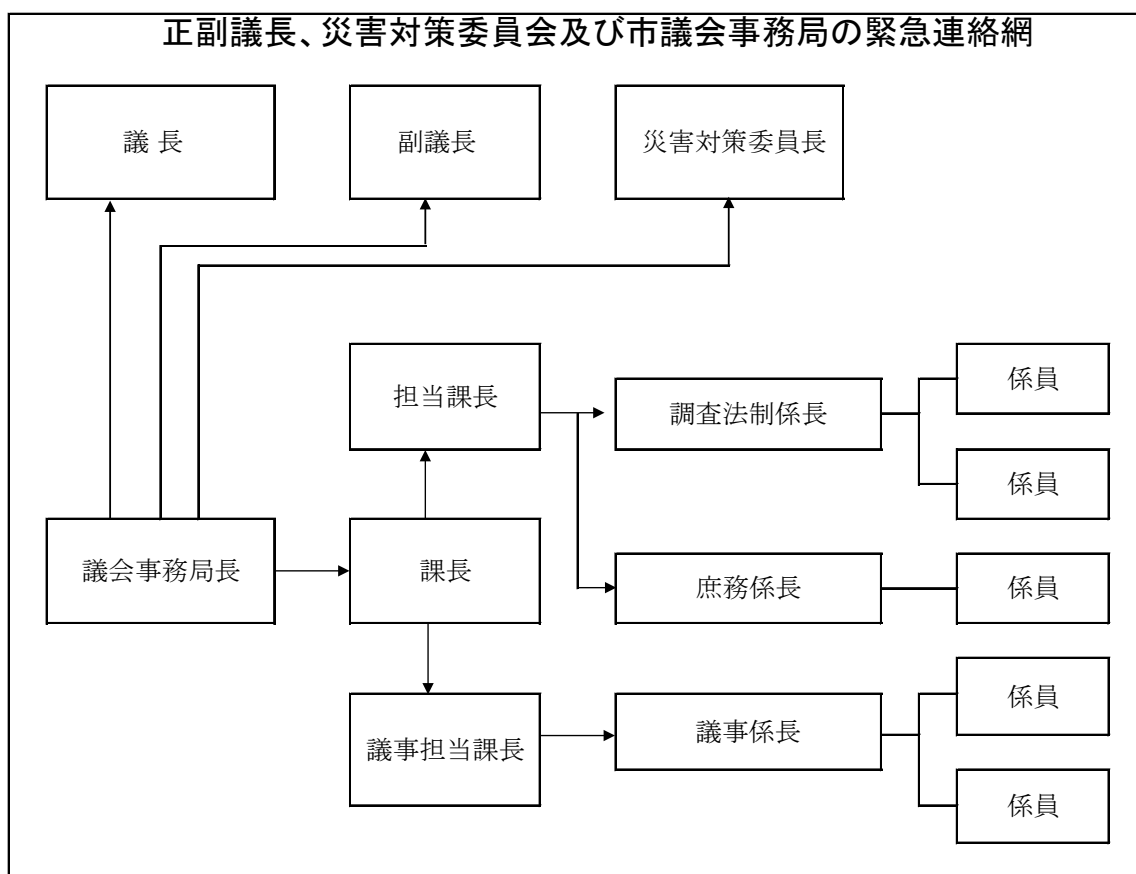 正副議長、災害対策委員会及び市議会事務局の緊急連絡網
議 長
副議長
災害対策委員長
担当課長
調査法制係長
係員
係員
議会事務局長
課長
庶務係長
係員
議事担当課長
議事係長
係員
係員